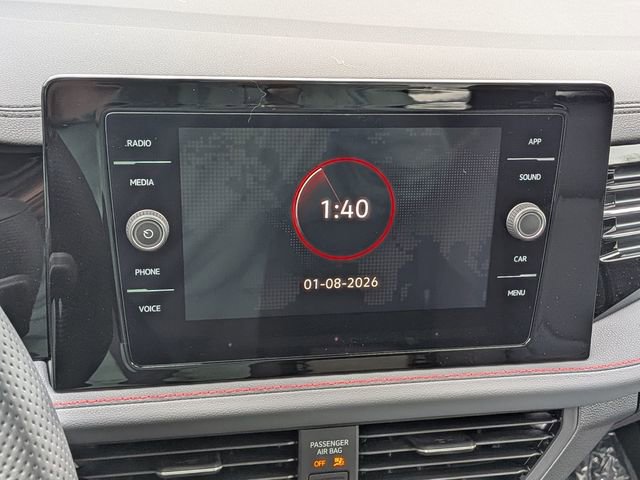 RADIO
MEDIA
PHONE
VOICE
1:40
01-08-2026
APP
SOUND
CAR
MENU
PASSENGER
AIR BAG
OFF